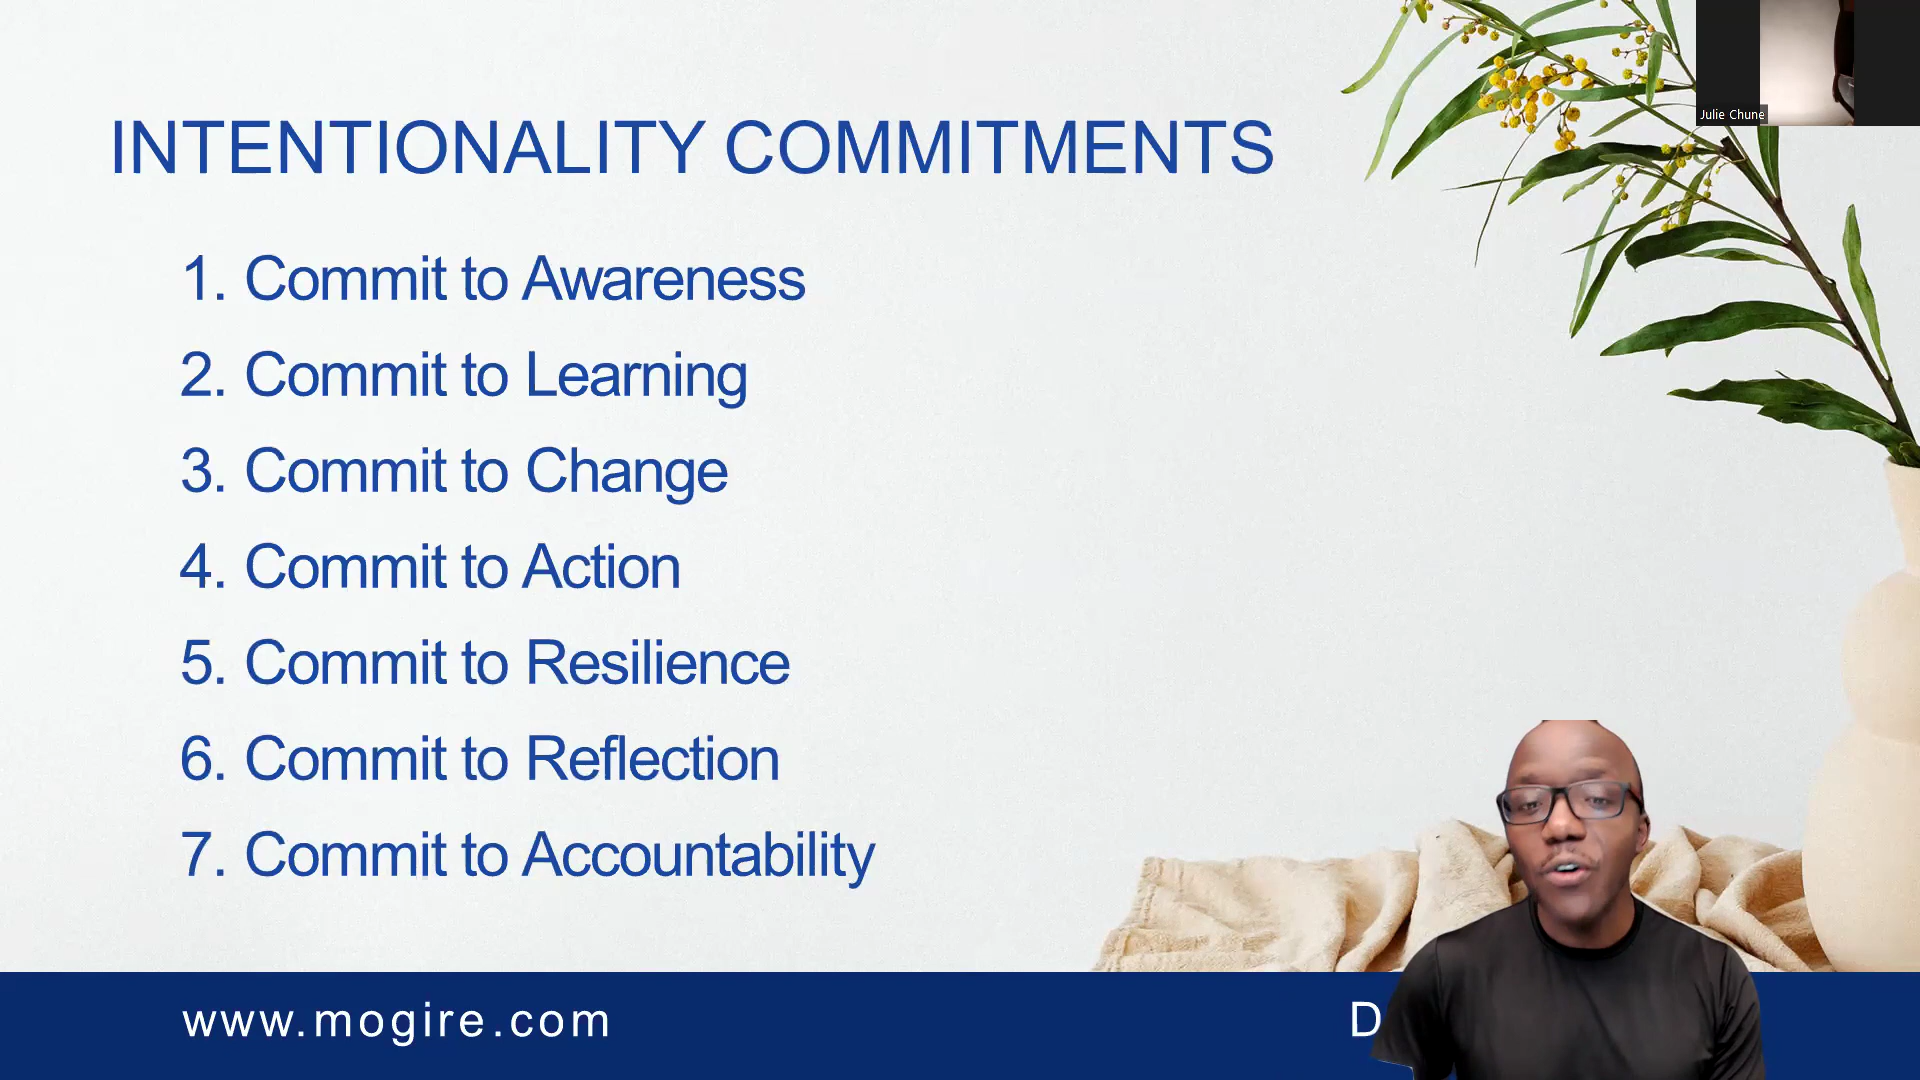 Julie Chune
INTENTIONALITY COMMITMENTS
1. Commit to Awareness
2. Commit to Learning
3. Commit to Change
4. Commit to Action
5. Commit to Resilience
6. Commit to Reflection
7. Commit to Accountability
www.mogire.com